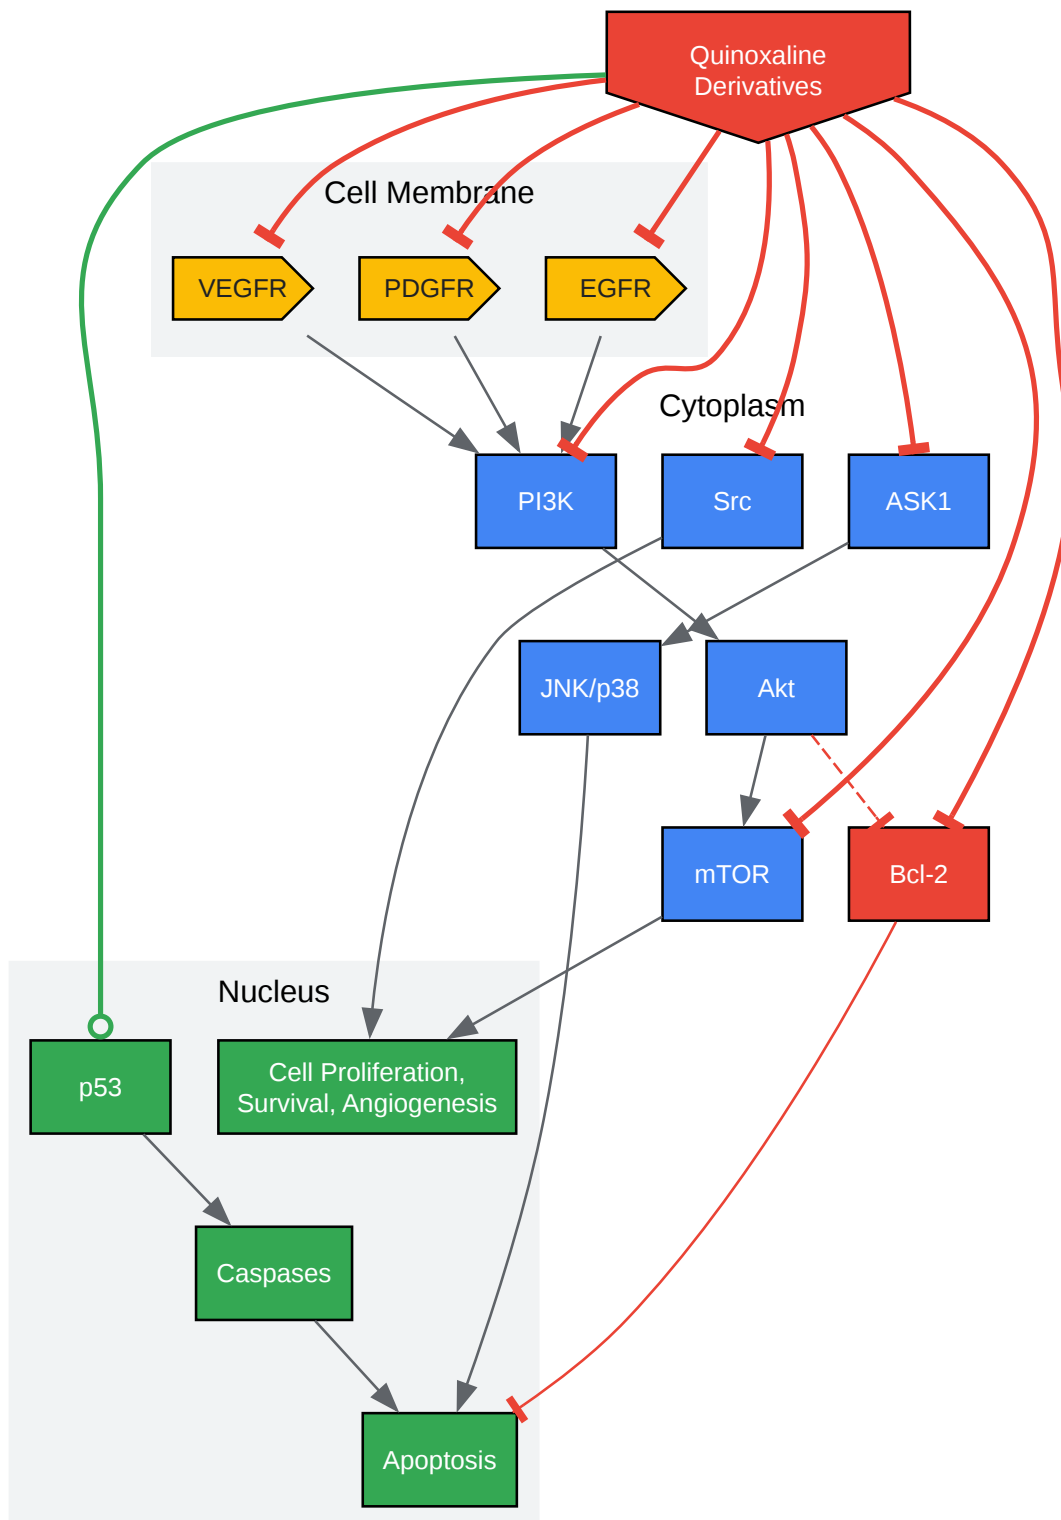 Quinoxaline
Derivatives
Cell Membrane
VEGFR
PDGFR
EGFR
Cytoplasm
PI3K
Src
ASK1
JNK/p38
Akt
mTOR
Bcl-2
Nucleus
p53
Cell Proliferation,
Survival, Angiogenesis
Caspases
Apoptosis